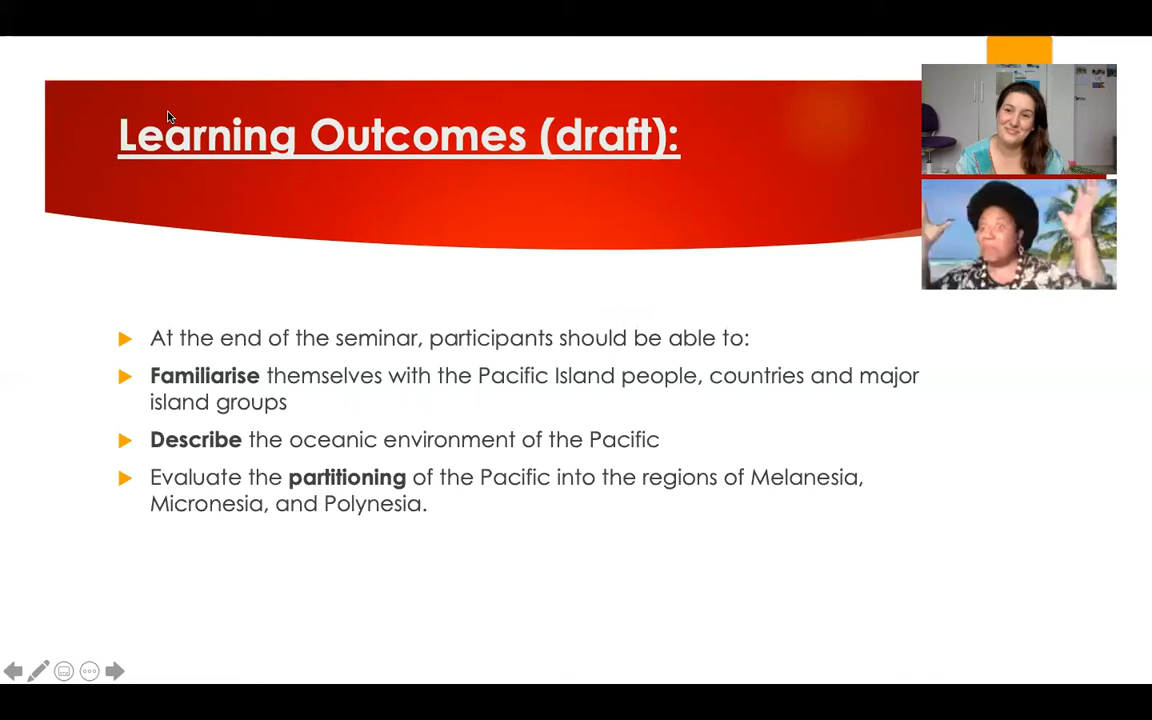 Learning Outcomes (draft):
At the end of the seminar, participants should be able to:
Familiarise themselves with the Pacific Island people, countries and major
island groups
Describe the oceanic environment of the Pacific
Evaluate the partitioning of the Pacific into the regions of Melanesia,
Micronesia, and Polynesia.